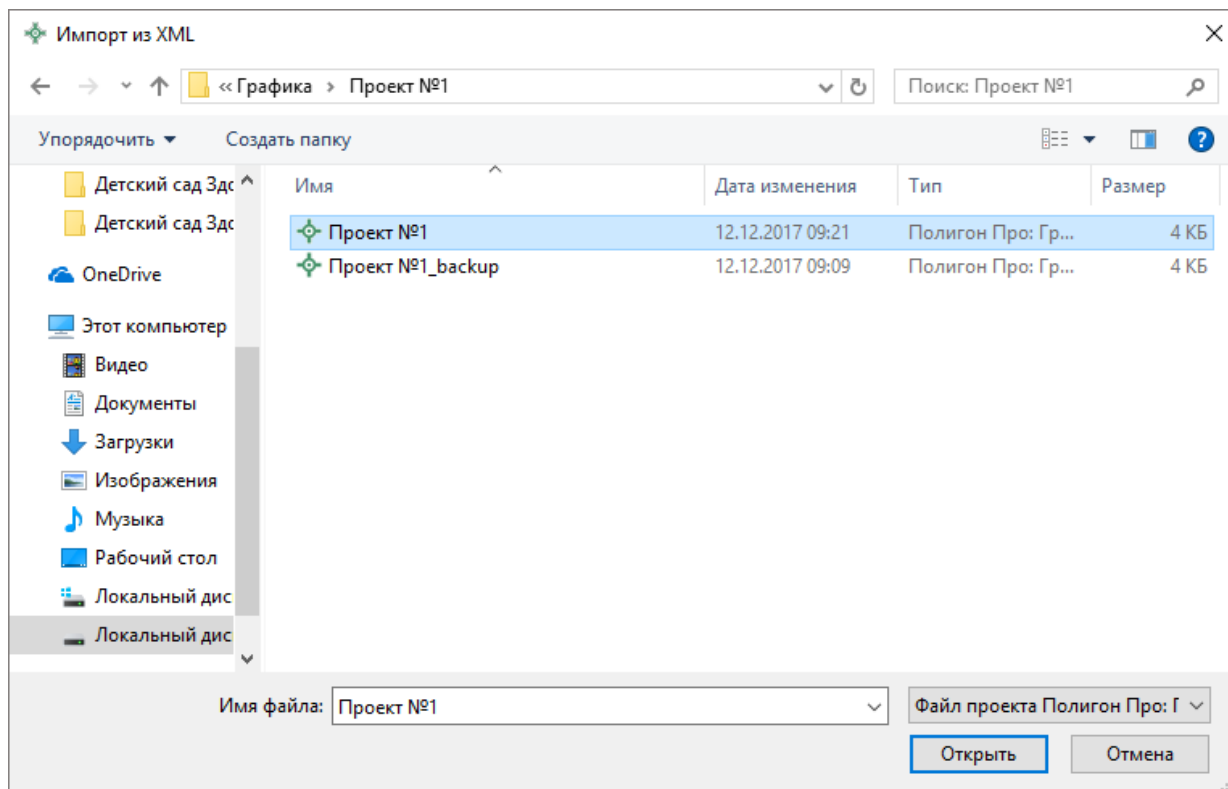 Импорт из XML
« Графика › Проект №1
Поиск: Проект №1
Упорядочить
Создать папку
?
Детский сад Здо
Детский сад Здо
OneDrive
Этот компьютер
Видео
Документы
Загрузки
Изображения
Музыка
Рабочий стол
Локальный дис
Локальный дис
Имя Дата изменения Тип Размер
Проект №1 12.12.2017 09:21 Полигон Про: Гр... 4 КБ
Проект №1_backup 12.12.2017 09:09 Полигон Про: Гр... 4 КБ
Имя файла: Проект №1 Файл проекта Полигон Про: Г
Открыть Отмена